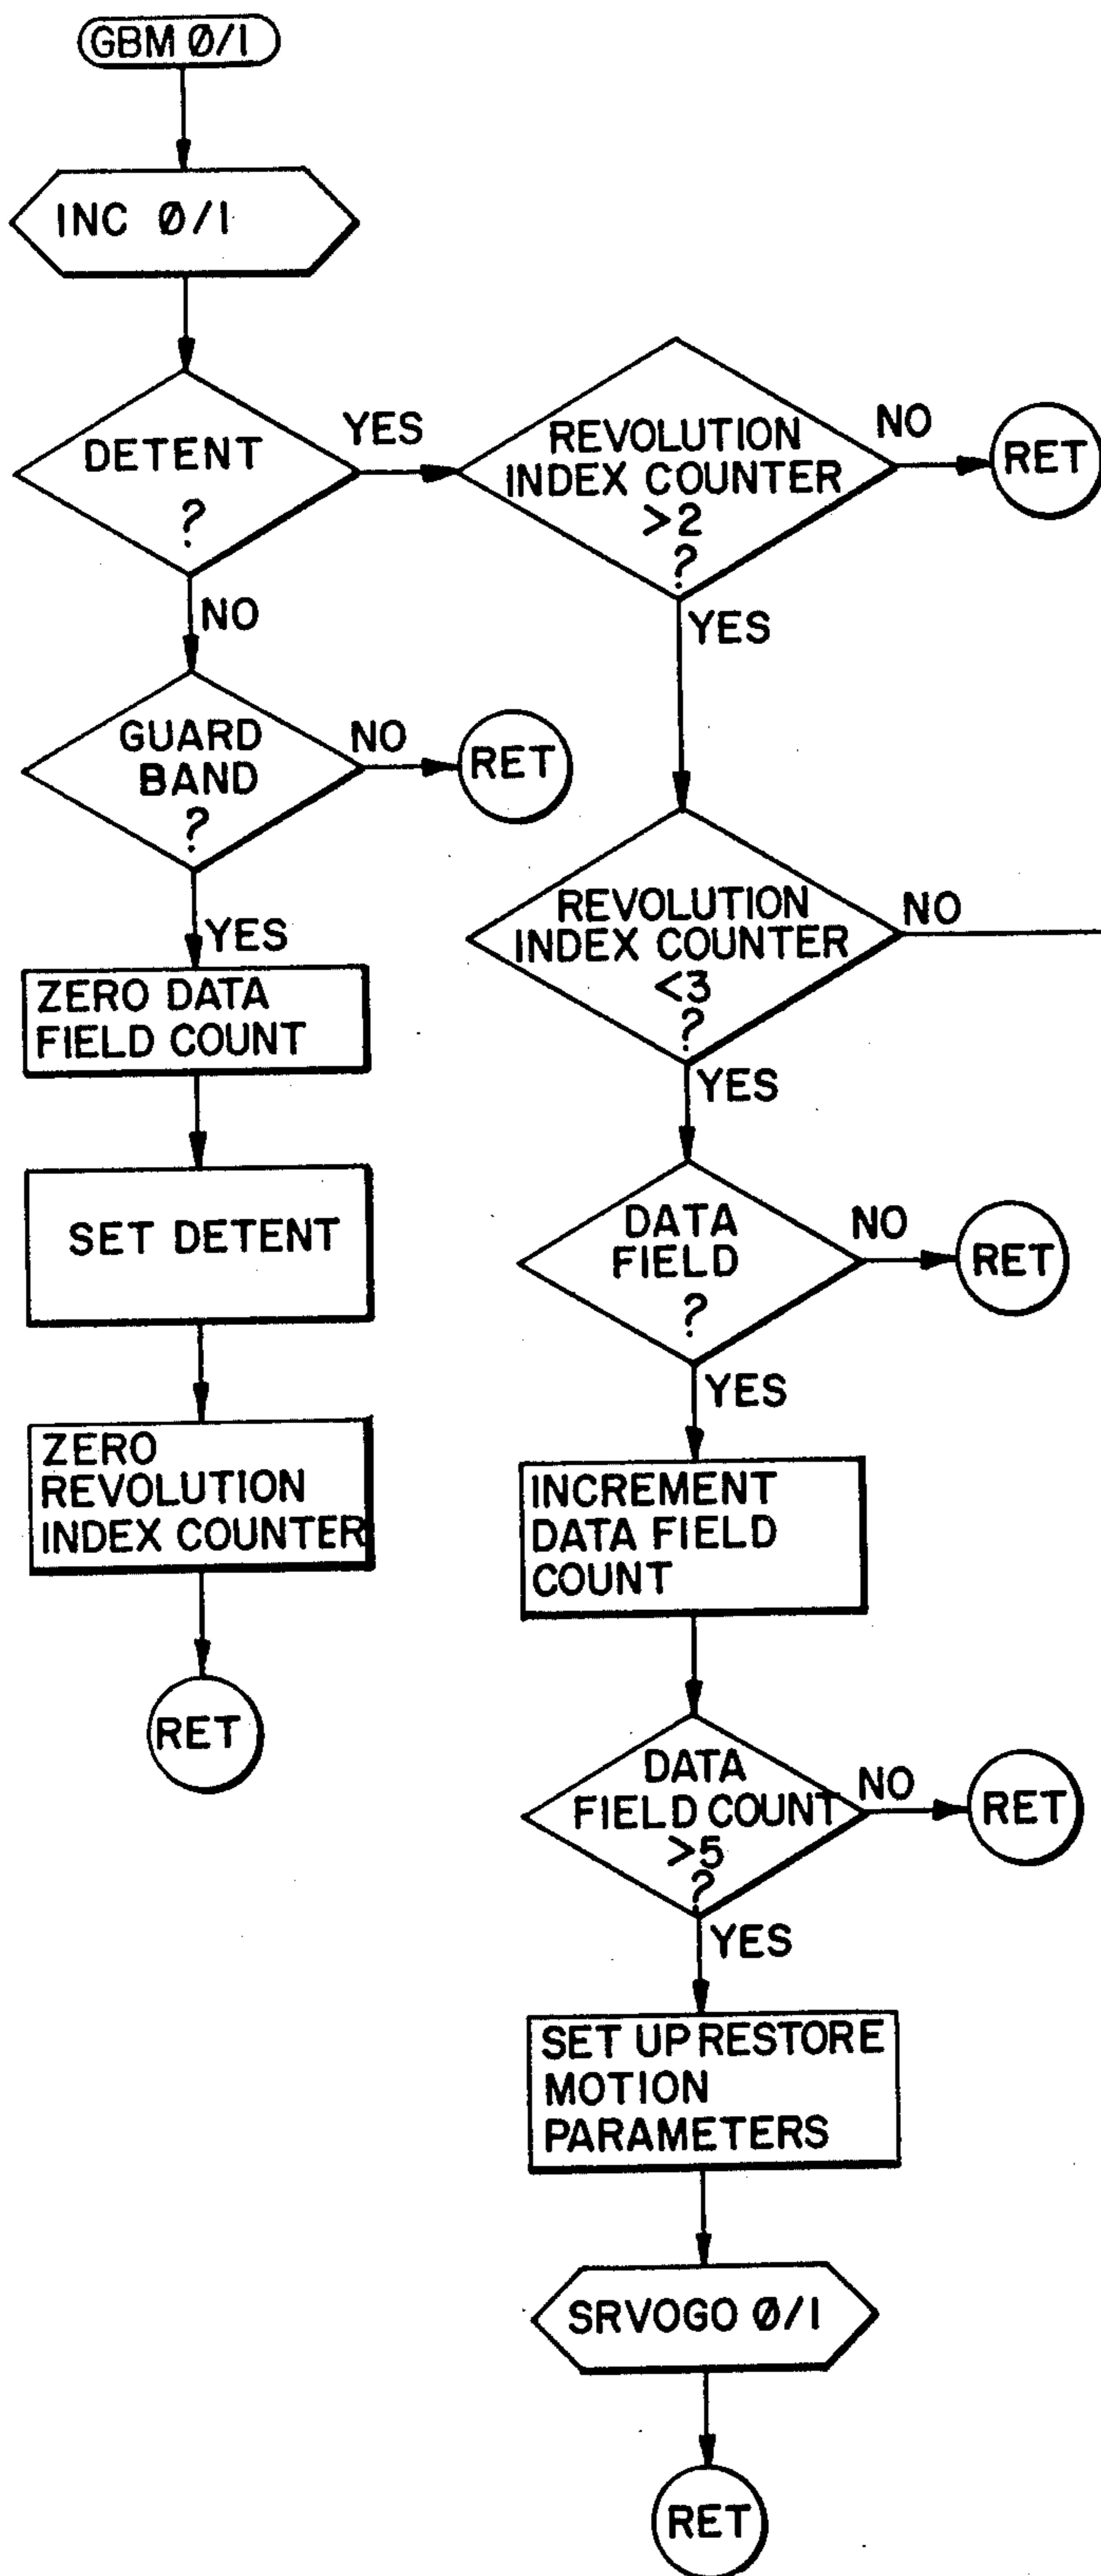 GBM Ø/1
INC Ø/1
DETENT
?
YES
NO
GUARD
BAND
?
NO
RET
YES
ZERO DATA
FIELD COUNT
SET DETENT
ZERO
REVOLUTION
INDEX COUNTER
RET
REVOLUTION
INDEX COUNTER
>2
?
NO
RET
YES
REVOLUTION
INDEX COUNTER
<3
?
NO
YES
DATA
FIELD
?
NO
RET
YES
INCREMENT
DATA FIELD
COUNT
DATA
FIELD COUNT
>5
?
NO
RET
YES
SET UP RESTORE
MOTION
PARAMETERS
SRVOGO Ø/1
RET